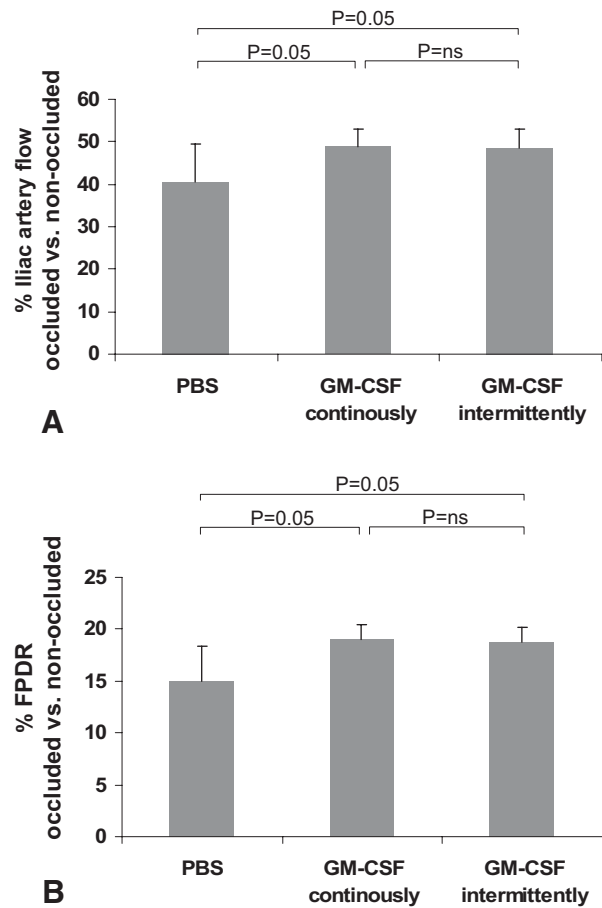 P=0.05
P=0.05
P=ns
% Iliac artery flow
occluded vs. non-occluded
60
50
40
30
20
10
0
PBS
GM-CSF
continously
GM-CSF
intermittently
A
P=0.05
P=0.05
P=ns
% FPDR
occluded vs. non-occluded
25
20
15
10
5
0
PBS
GM-CSF
continously
GM-CSF
intermittently
B